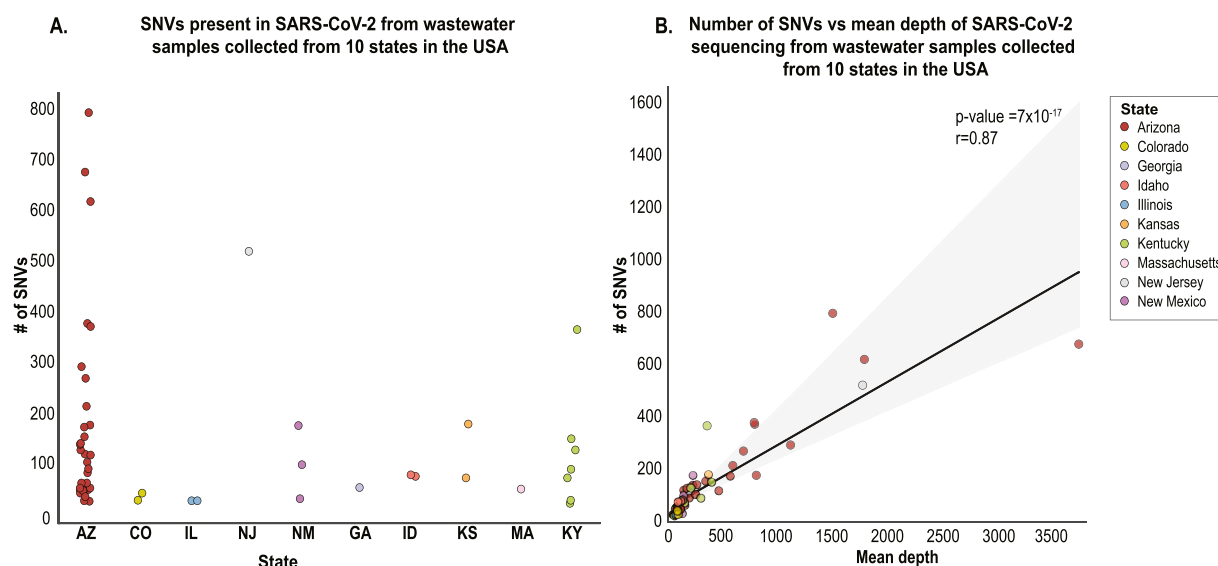 A.
SNVs present in SARS-CoV-2 from wastewater
samples collected from 10 states in the USA
# of SNVs
800
700
600
500
400
300
200
100
0
AZ CO IL NJ NM GA ID KS MA KY
State
B.
Number of SNVs vs mean depth of SARS-CoV-2
sequencing from wastewater samples collected
from 10 states in the USA
p-value =7x10⁻¹⁷
r=0.87
# of SNVs
1600
1400
1200
1000
800
600
400
200
0
0 500 1000 1500 2000 2500 3000 3500
Mean depth
State
Arizona
Colorado
Georgia
Idaho
Illinois
Kansas
Kentucky
Massachusetts
New Jersey
New Mexico